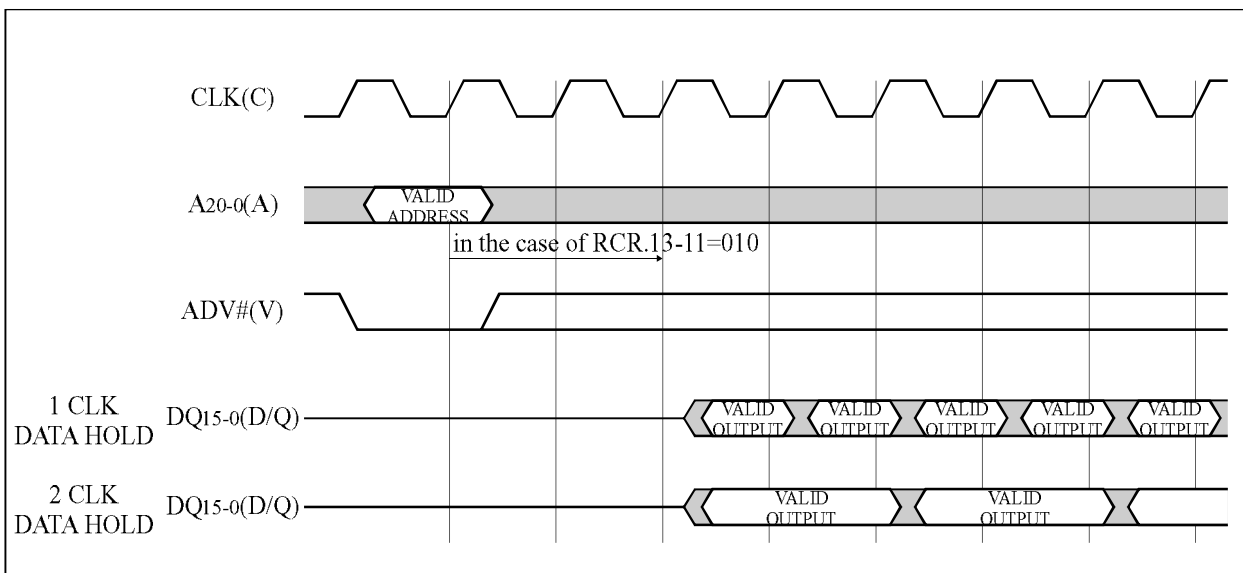 CLK(C)
A20-0(A)
VALID
ADDRESS
in the case of RCR.13-11=010
ADV#(V)
1 CLK
DATA HOLD
DQ15-0(D/Q)
VALID
OUTPUT
VALID
OUTPUT
VALID
OUTPUT
VALID
OUTPUT
VALID
OUTPUT
2 CLK
DATA HOLD
DQ15-0(D/Q)
VALID
OUTPUT
VALID
OUTPUT